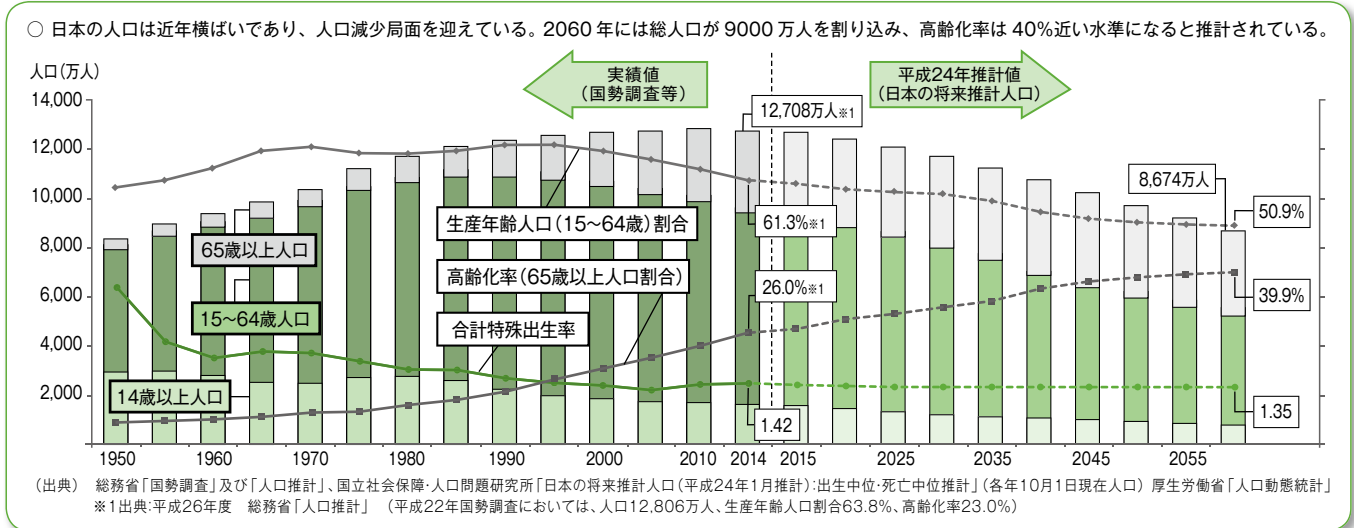 ○ 日本の人口は近年横ばいであり、人口減少局面を迎えている。2060年には総人口が9000万人を割り込み、高齢化率は40%近い水準になると推計されている。
人口(万人)
実績値
(国勢調査等)
平成24年推計値
(日本の将来推計人口)
14,000
12,000
10,000
8,000
6,000
4,000
2,000
12,708万人※1
8,674万人
生産年齢人口(15〜64歳)割合
61.3%※1
50.9%
65歳以上人口
高齢化率(65歳以上人口割合)
26.0%※1
39.9%
15〜64歳人口
合計特殊出生率
14歳以上人口
1.42
1.35
1950 1960 1970 1980 1990 2000 2010 2014 2015 2025 2035 2045 2055
(出典) 総務省「国勢調査」及び「人口推計」、国立社会保障・人口問題研究所「日本の将来推計人口(平成24年1月推計):出生中位・死亡中位推計」(各年10月1日現在人口) 厚生労働省「人口動態統計」
※1出典:平成26年度 総務省「人口推計」 (平成22年国勢調査においては、人口12,806万人、生産年齢人口割合63.8%、高齢化率23.0%)